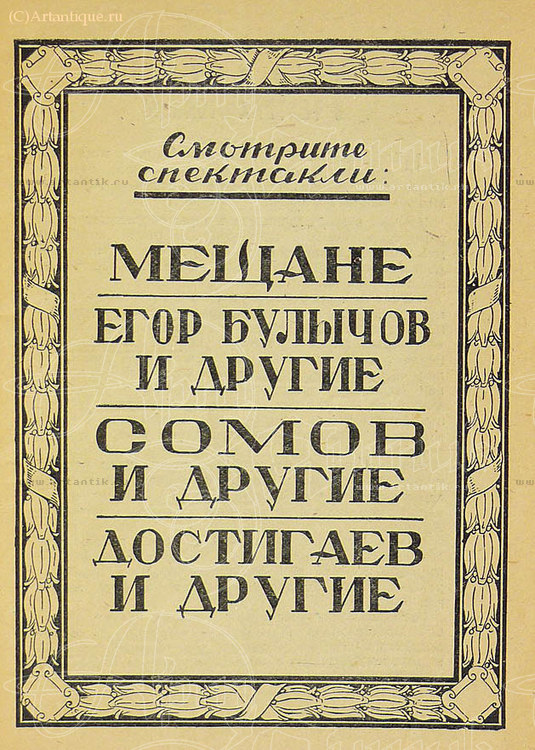 (C)Artantique.ru
Смотрите
спектакли:
МЕЩАНЕ
ЕГОР БУЛЫЧОВ
И ДРУГИЕ
СОМОВ
И ДРУГИЕ
ДОСТИГАЕВ
И ДРУГИЕ